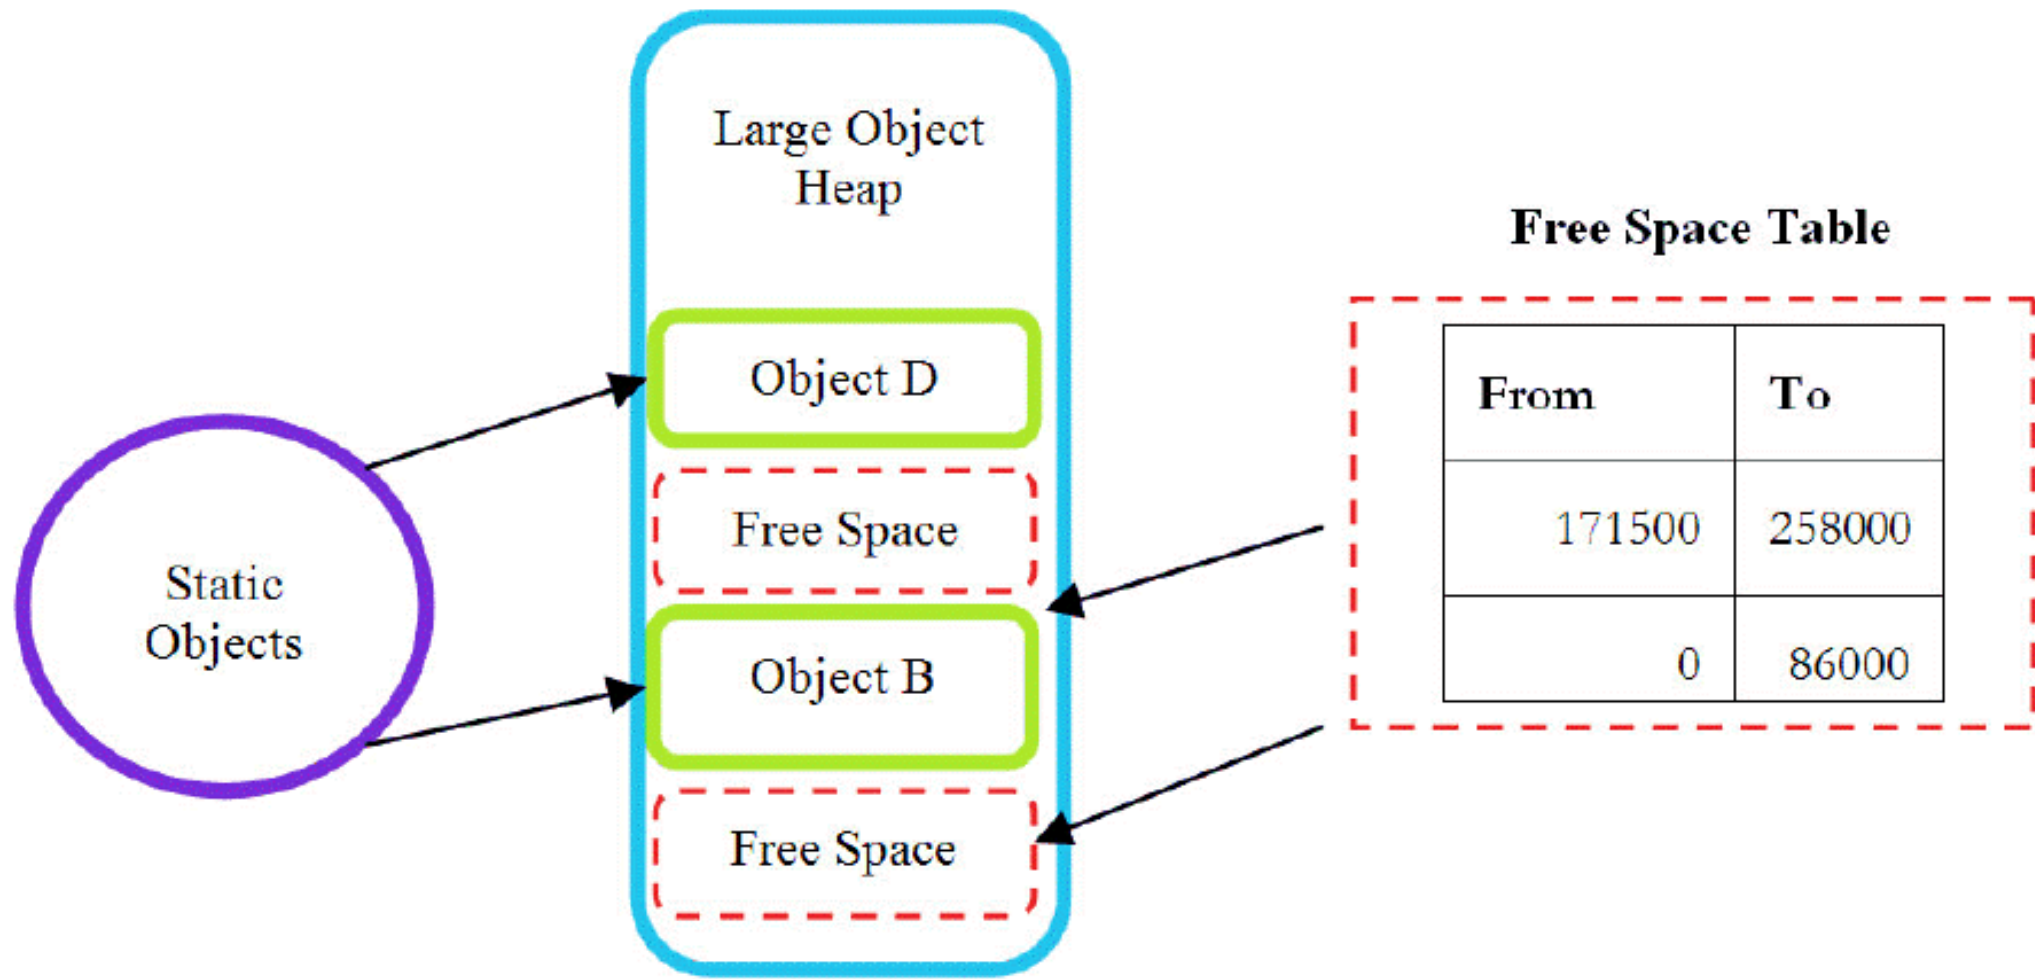 Large Object
Heap
Object D
Free Space
Object B
Free Space
Static
Objects
Free Space Table
From To
171500 258000
0 86000